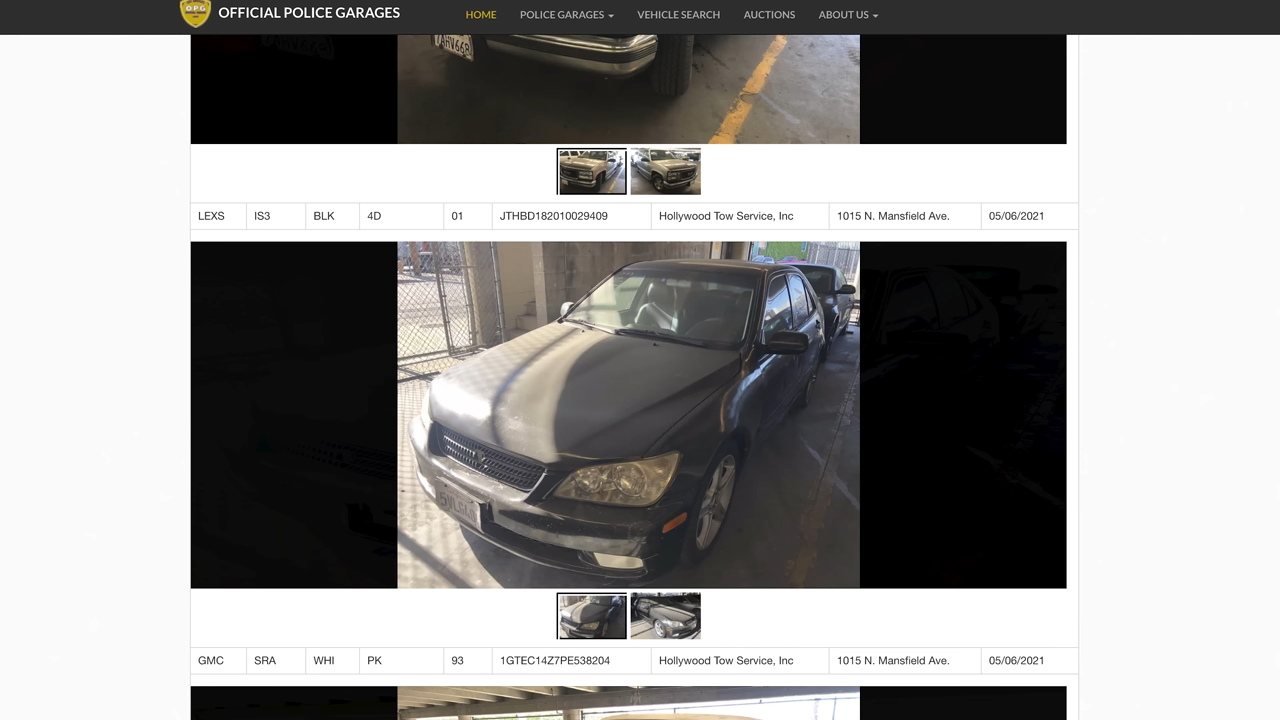 O.P.G
OFFICIAL POLICE GARAGES
HOME
POLICE GARAGES
VEHICLE SEARCH
AUCTIONS
ABOUT US
LEXS IS3 BLK 4D 01 JTHBD182010029409 Hollywood Tow Service, Inc 1015 N. Mansfield Ave. 05/06/2021
GMC SRA WHI PK 93 1GTEC14Z7PE538204 Hollywood Tow Service, Inc 1015 N. Mansfield Ave. 05/06/2021